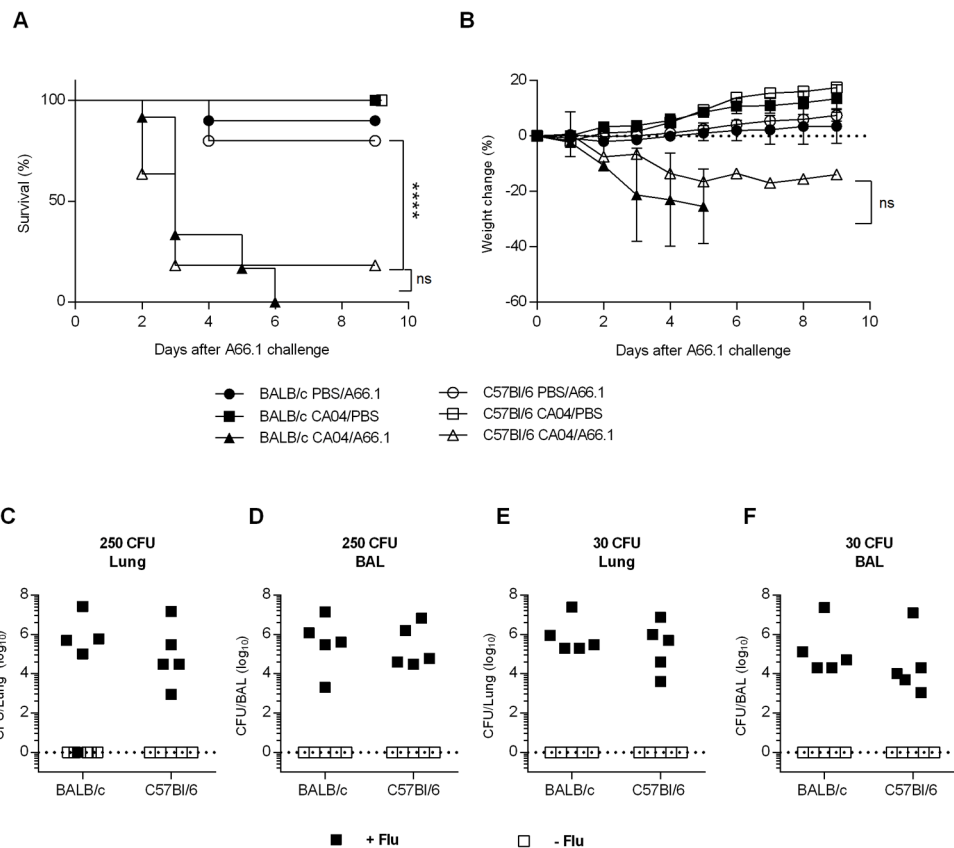 A
B
Survival (%)
100
50
0
0 2 4 6 8 10
Days after A66.1 challenge
****
ns
Weight change (%)
20
0
-20
-40
-60
0 2 4 6 8 10
Days after A66.1 challenge
ns
BALB/c PBS/A66.1
BALB/c CA04/PBS
BALB/c CA04/A66.1
C57Bl/6 PBS/A66.1
C57Bl/6 CA04/PBS
C57Bl/6 CA04/A66.1
C
250 CFU
Lung
CFU/Lung (log10)
8
6
4
2
0
BALB/c C57Bl/6
D
250 CFU
BAL
CFU/BAL (log10)
8
6
4
2
0
BALB/c C57Bl/6
E
30 CFU
Lung
CFU/Lung (log10)
8
6
4
2
0
BALB/c C57Bl/6
F
30 CFU
BAL
CFU/BAL (log10)
8
6
4
2
0
BALB/c C57Bl/6
+ Flu
- Flu